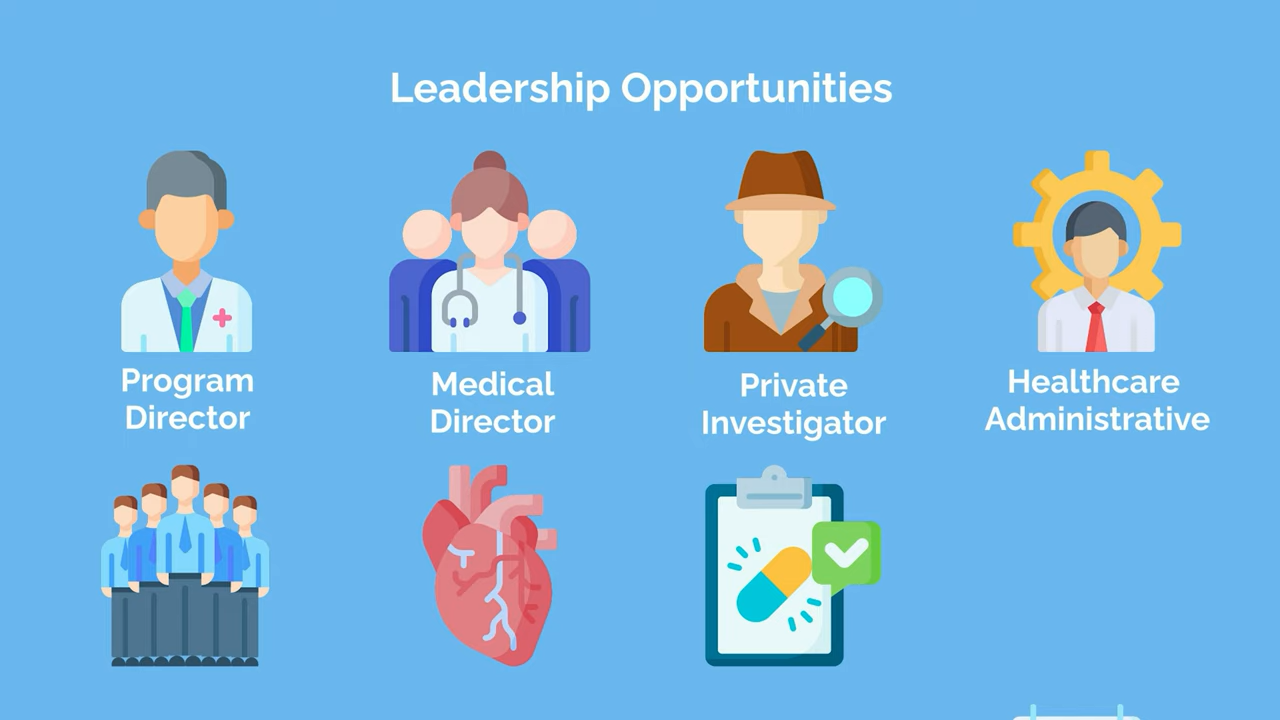 Leadership Opportunities
Program
Director
Medical
Director
Private
Investigator
Healthcare
Administrative